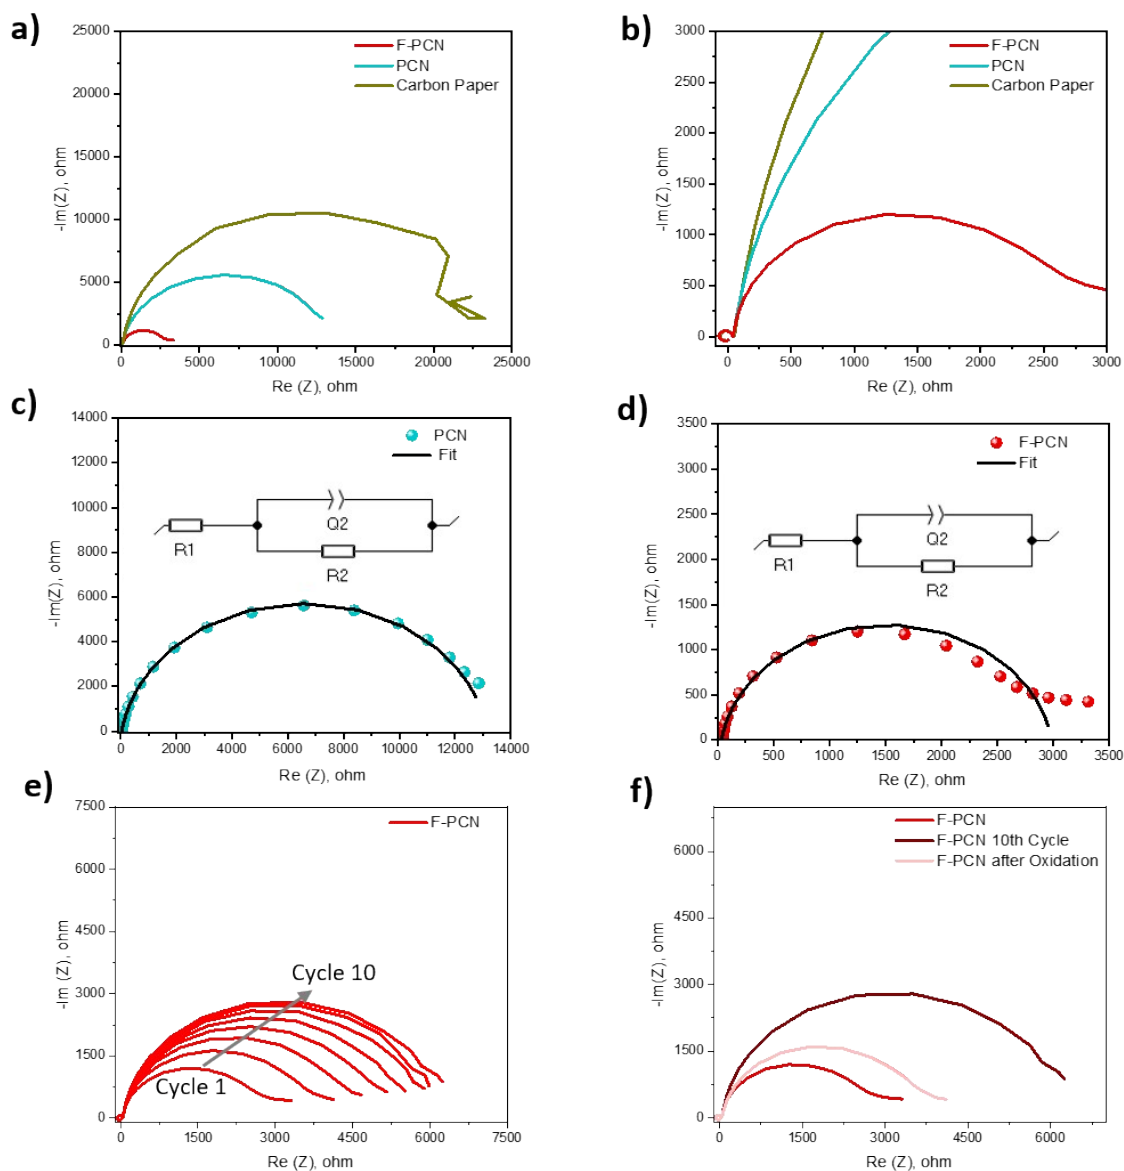 a)
25000
20000
15000
10000
5000
0
-Im(Z), ohm
F-PCN
PCN
Carbon Paper
0
5000
10000
15000
20000
25000
Re (Z), ohm
b)
3000
2500
2000
1500
1000
500
0
-Im(Z), ohm
F-PCN
PCN
Carbon Paper
0
500
1000
1500
2000
2500
3000
Re (Z), ohm
c)
14000
12000
10000
8000
6000
4000
2000
0
-Im(Z), ohm
PCN
Fit
R1
Q2
R2
0
2000
4000
6000
8000
10000
12000
14000
Re (Z), ohm
d)
3500
3000
2500
2000
1750
1500
1250
1000
500
0
-Im(Z), ohm
F-PCN
Fit
R1
Q2
R2
0
500
1000
1500
2000
2500
3000
3500
Re (Z), ohm
e)
7500
6000
4500
3000
1500
0
-Im (Z), ohm
F-PCN
Cycle 10
Cycle 1
0
1500
3000
4500
6000
7500
Re (Z), ohm
f)
6000
4500
3000
1500
0
-Im(Z), ohm
F-PCN
F-PCN 10th Cycle
F-PCN after Oxidation
0
1500
3000
4500
6000
Re (Z), ohm